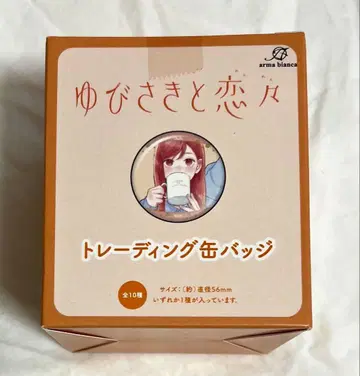 arma bianca
ゆびさきと恋々
トレーディング缶バッジ
全10種
サイズ：（約）直径56mm
いずれか1種が入っています。